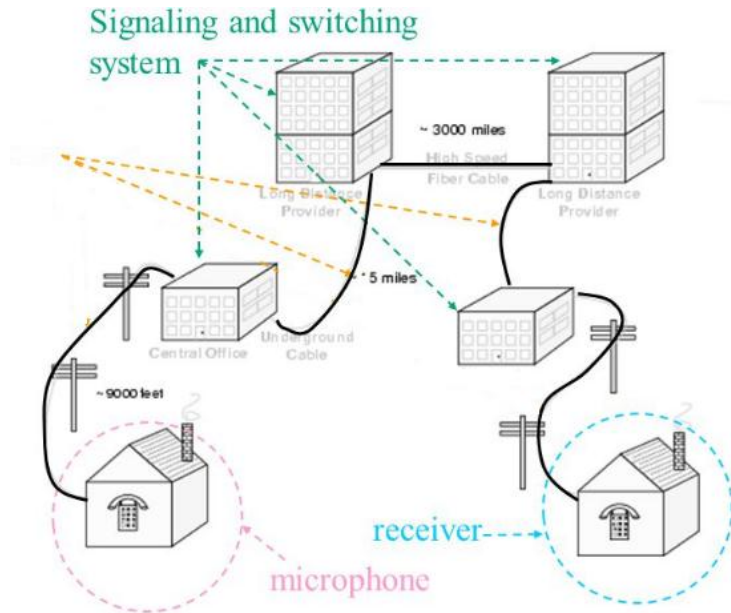 Signaling and switching
system
~ 3000 miles
High Speed
Fiber Cable
Long Distance
Provider
Long Distance
Provider
~ 15 miles
Central Office
Underground
Cable
~ 9000 feet
receiver
microphone